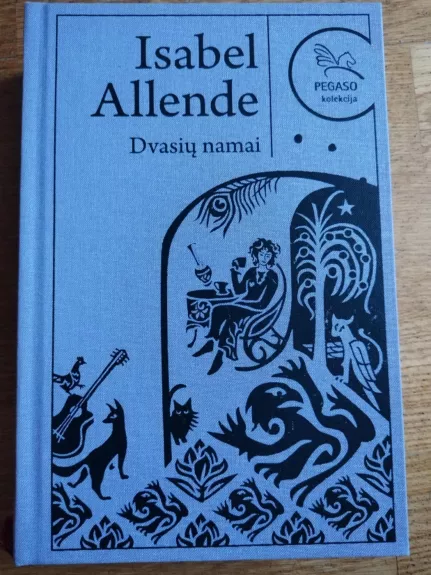 Isabel
Allende
Dvasių namai
PEGASO
kolekcija